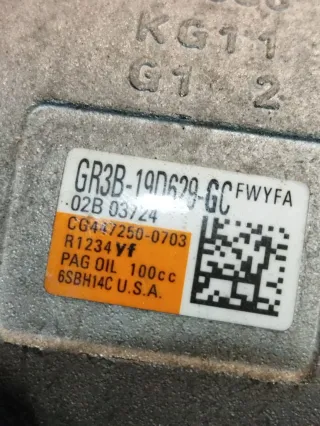 KG11
G1 2
GR3B-19D629-GC FWYFA
02B 03724
CG447250-0703
R1234yf
PAG OIL 100cc
6SBH14C U.S.A.